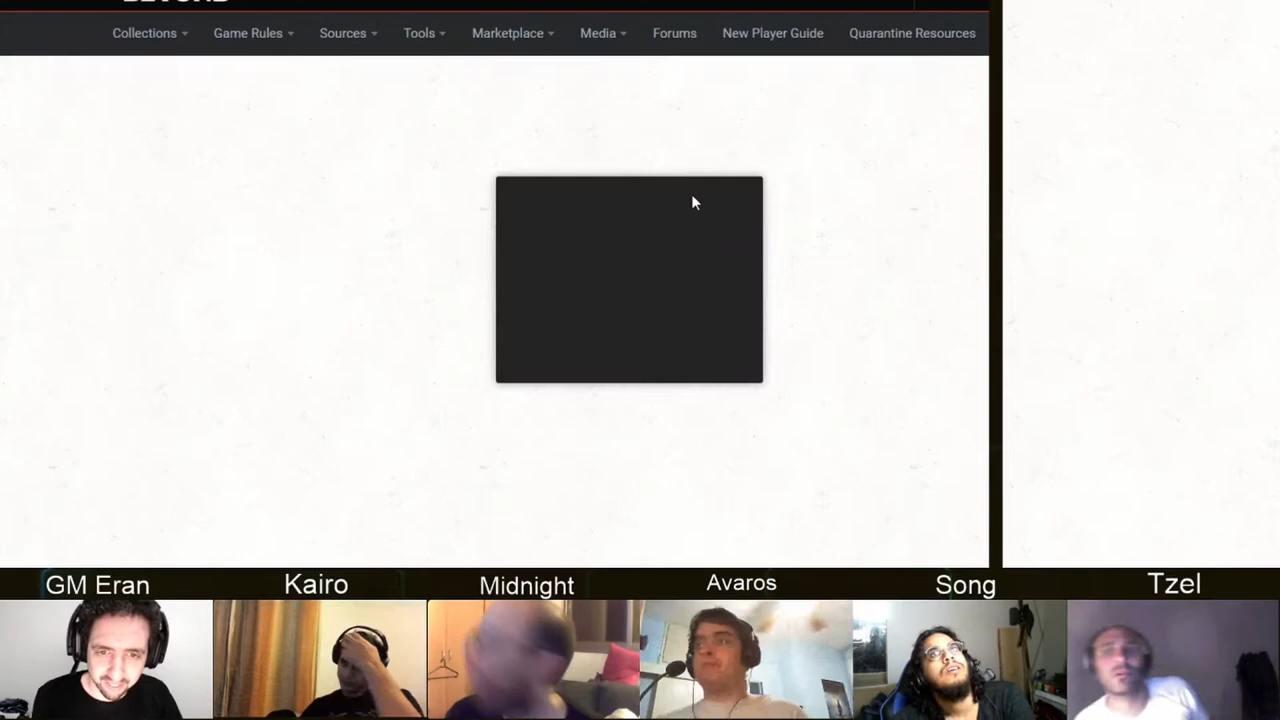 BEYOND
Collections Game Rules Sources Tools Marketplace Media Forums New Player Guide Quarantine Resources
GM Eran Kairo Midnight Avaros Song Tzel